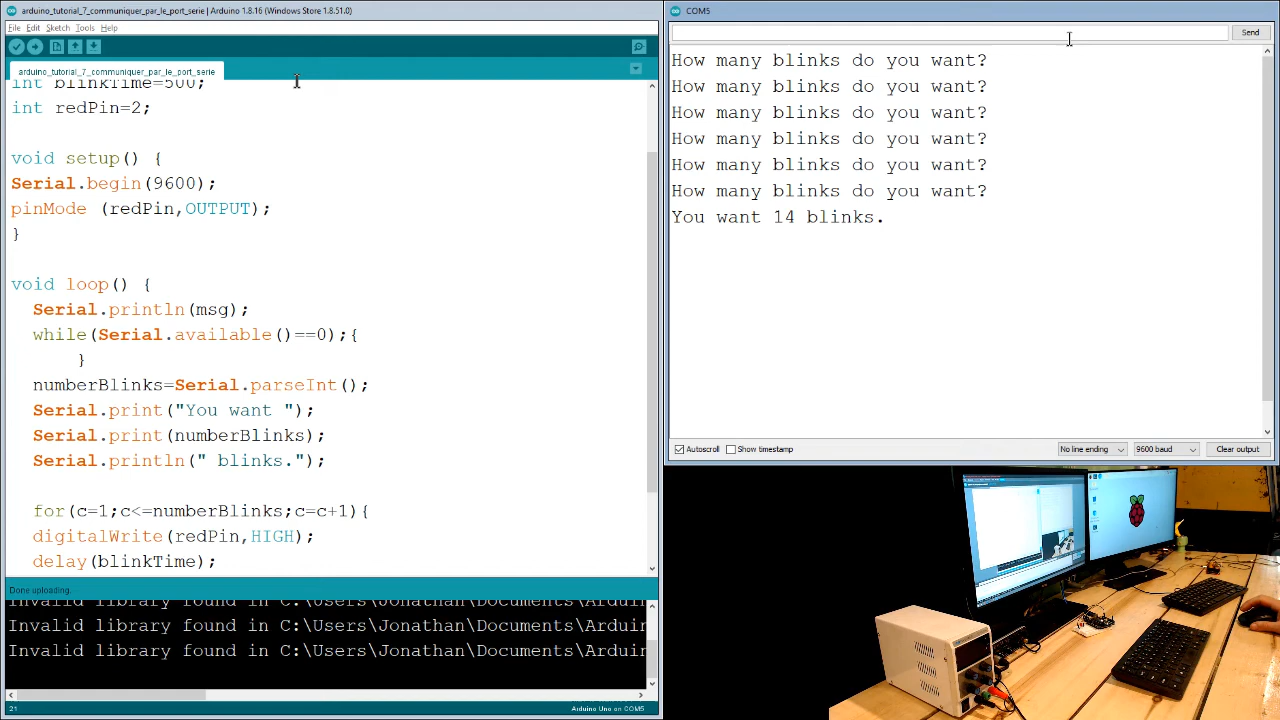 arduino_tutorial_7_communiquer_par_le_port_serie | Arduino 1.8.16 (Windows Store 1.8.51.0)
File Edit Sketch Tools Help
arduino_tutorial_7_communiquer_par_le_port_serie
int blinkTime=500;
int redPin=2;
void setup() {
Serial.begin(9600);
pinMode (redPin,OUTPUT);
}
void loop() {
Serial.println(msg);
while(Serial.available()==0);{
}
numberBlinks=Serial.parseInt();
Serial.print("You want ");
Serial.print(numberBlinks);
Serial.println(" blinks.");
for(c=1;c<=numberBlinks;c=c+1){
digitalWrite(redPin,HIGH);
delay(blinkTime);
Done uploading.
Invalid library found in C:\Users\Jonathan\Documents\Arduin
Invalid library found in C:\Users\Jonathan\Documents\Arduin
Invalid library found in C:\Users\Jonathan\Documents\Arduin
21
Arduino Uno on COM5
COM5
Send
How many blinks do you want?
How many blinks do you want?
How many blinks do you want?
How many blinks do you want?
How many blinks do you want?
How many blinks do you want?
You want 14 blinks.
Autoscroll Show timestamp
No line ending
9600 baud
Clear output